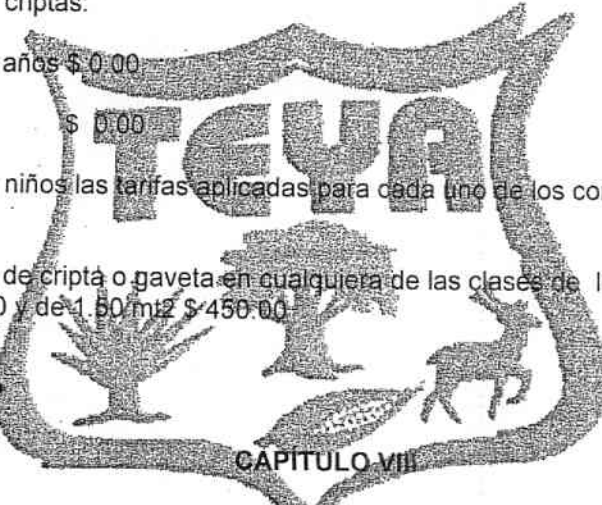 criptas:
años $ 0.00
$ 0.00
TEYA
niños las tarifas aplicadas para cada uno de los co
de cripta o gaveta en cualquiera de las clases de l
0 y de 1.50 mt2 $ 450.00
CAPÍTULO VIII